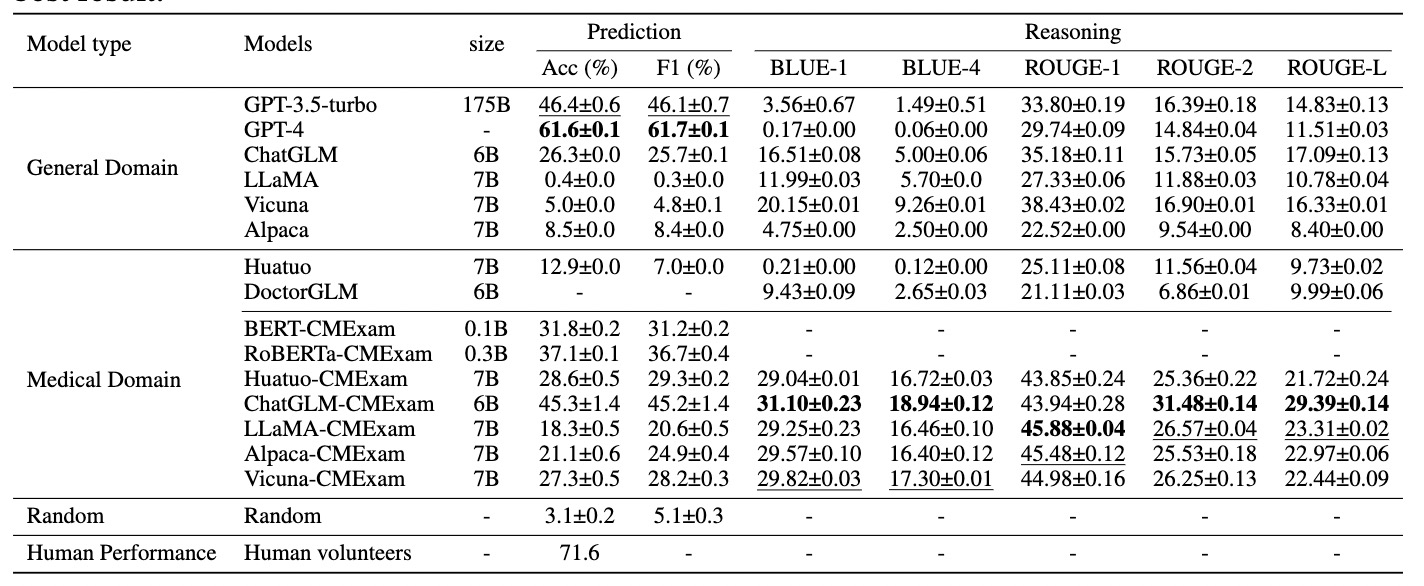 Model type Models size Prediction Reasoning
Acc (%) F1 (%) BLUE-1 BLUE-4 ROUGE-1 ROUGE-2 ROUGE-L
General Domain
GPT-3.5-turbo 175B 46.4±0.6 46.1±0.7 3.56±0.67 1.49±0.51 33.80±0.19 16.39±0.18 14.83±0.13
GPT-4 - 61.6±0.1 61.7±0.1 0.17±0.00 0.06±0.00 29.74±0.09 14.84±0.04 11.51±0.03
ChatGLM 6B 26.3±0.0 25.7±0.1 16.51±0.08 5.00±0.06 35.18±0.11 15.73±0.05 17.09±0.13
LLaMA 7B 0.4±0.0 0.3±0.0 11.99±0.03 5.70±0.0 27.33±0.06 11.88±0.03 10.78±0.04
Vicuna 7B 5.0±0.0 4.8±0.1 20.15±0.01 9.26±0.01 38.43±0.02 16.90±0.01 16.33±0.01
Alpaca 7B 8.5±0.0 8.4±0.0 4.75±0.00 2.50±0.00 22.52±0.00 9.54±0.00 8.40±0.00
Medical Domain
Huatuo 7B 12.9±0.0 7.0±0.0 0.21±0.00 0.12±0.00 25.11±0.08 11.56±0.04 9.73±0.02
DoctorGLM 6B - - 9.43±0.09 2.65±0.03 21.11±0.03 6.86±0.01 9.99±0.06
BERT-CMExam 0.1B 31.8±0.2 31.2±0.2 - - - - -
RoBERTa-CMExam 0.3B 37.1±0.1 36.7±0.4 - - - - -
Huatuo-CMExam 7B 28.6±0.5 29.3±0.2 29.04±0.01 16.72±0.03 43.85±0.24 25.36±0.22 21.72±0.24
ChatGLM-CMExam 6B 45.3±1.4 45.2±1.4 31.10±0.23 18.94±0.12 43.94±0.28 31.48±0.14 29.39±0.14
LLaMA-CMExam 7B 18.3±0.5 20.6±0.5 29.25±0.23 16.46±0.10 45.88±0.04 26.57±0.04 23.31±0.02
Alpaca-CMExam 7B 21.1±0.6 24.9±0.4 29.57±0.10 16.40±0.12 45.48±0.12 25.53±0.18 22.97±0.06
Vicuna-CMExam 7B 27.3±0.5 28.2±0.3 29.82±0.03 17.30±0.01 44.98±0.16 26.25±0.13 22.44±0.09
Random Random - 3.1±0.2 5.1±0.3 - - - - -
Human Performance Human volunteers - 71.6 - - - - - -